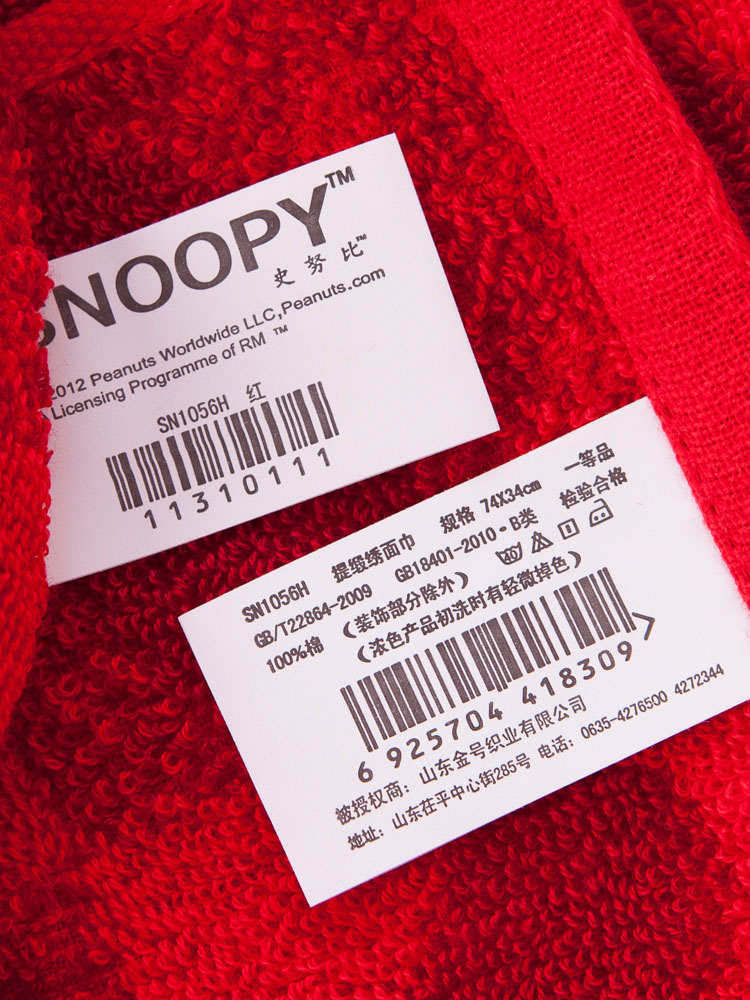 SNOOPY™
史努比™
2012 Peanuts Worldwide LLC,Peanuts.com
Licensing Programme of RM ™
SN1056H 红
11310111
SN1056H 提缎绣面巾 规格 74X34cm 一等品
GB/T22864-2009 GB18401-2010·B类 检验合格
100%棉 (装饰部分除外)
(浓色产品初洗时有轻微掉色)
6 925704 418309 >
被授权商: 山东金号织业有限公司
地址: 山东茌平中心街285号 电话: 0635-4276500 4272344